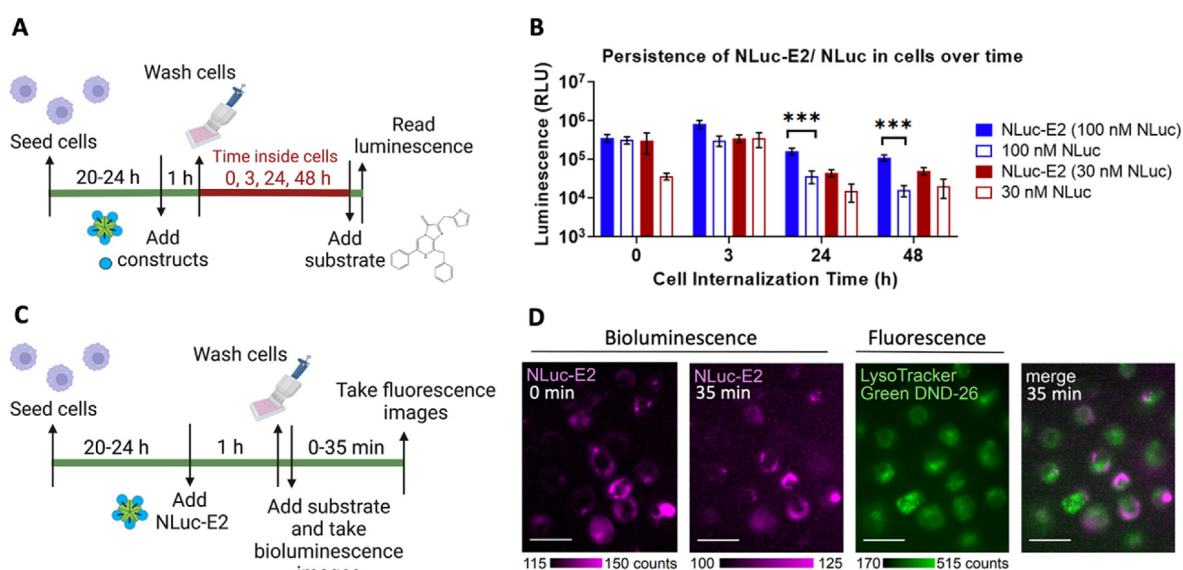 A
Wash cells
Seed cells
Read
luminescence
Time inside cells
0, 3, 24, 48 h
20-24 h
1 h
Add
constructs
Add
substrate
B
Persistence of NLuc-E2/ NLuc in cells over time
Luminescence (RLU)
10⁷
10⁶
10⁵
10⁴
10³
***
***
0
3
24
48
Cell Internalization Time (h)
NLuc-E2 (100 nM NLuc)
100 nM NLuc
NLuc-E2 (30 nM NLuc)
30 nM NLuc
C
Wash cells
Seed cells
Take fluorescence
images
20-24 h
1 h
0-35 min
Add
NLuc-E2
Add substrate
and take
bioluminescence
D
Bioluminescence
Fluorescence
NLuc-E2
0 min
NLuc-E2
35 min
LysoTracker
Green DND-26
merge
35 min
115
150 counts
100
125
170
515 counts